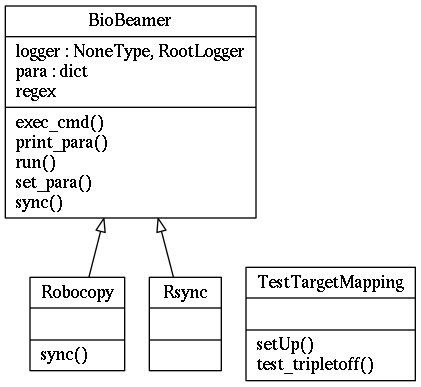 BioBeamer
logger : NoneType, RootLogger
para : dict
regex
exec_cmd()
print_para()
run()
set_para()
sync()
Robocopy
sync()
Rsync
TestTargetMapping
setUp()
test_tripletoff()